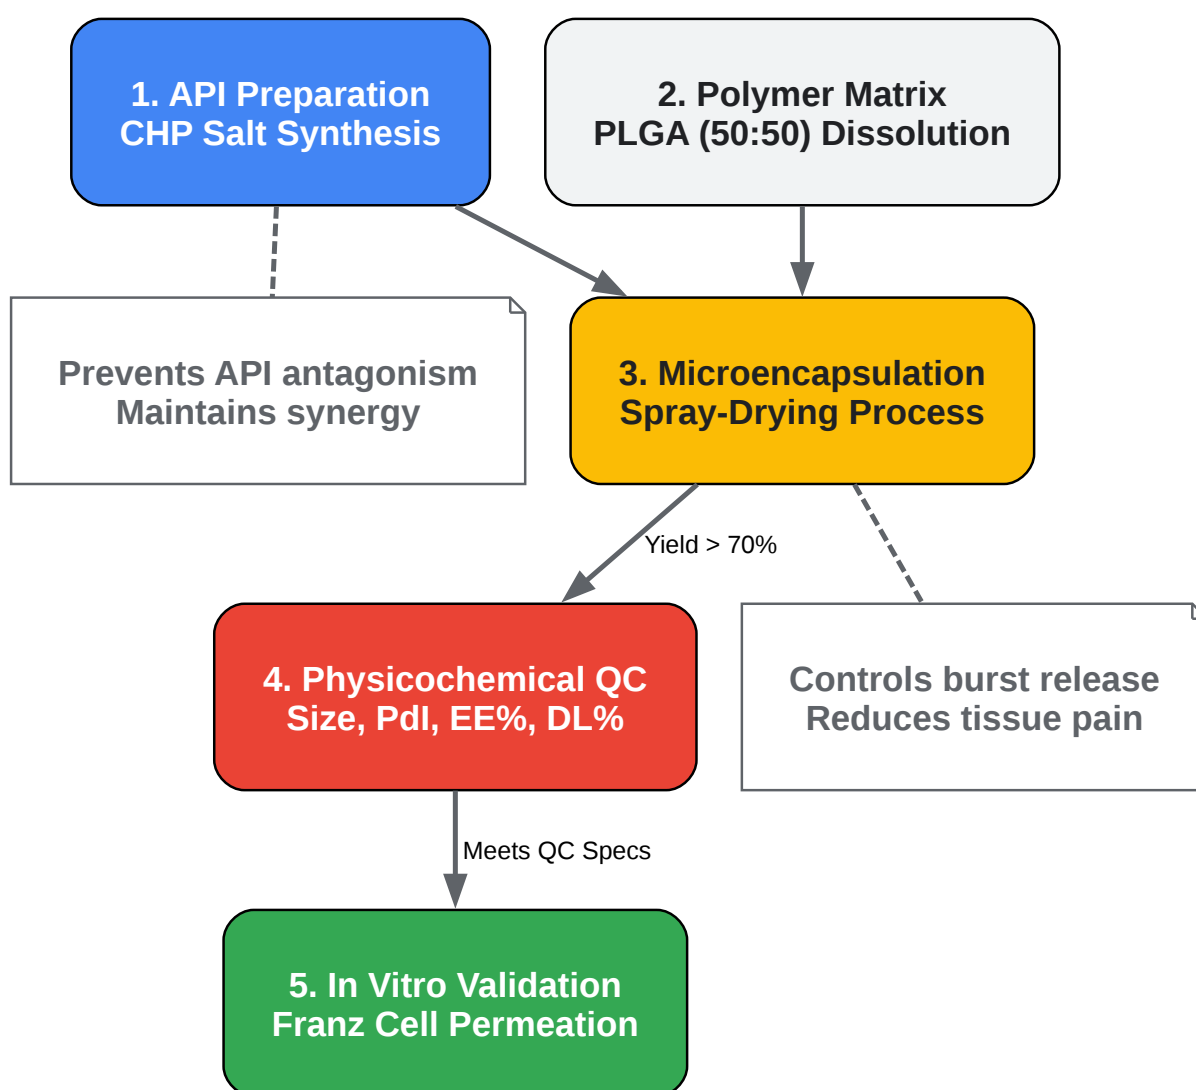 1. API Preparation
CHP Salt Synthesis
2. Polymer Matrix
PLGA (50:50) Dissolution
Prevents API antagonism
Maintains synergy
3. Microencapsulation
Spray-Drying Process
Yield > 70%
4. Physicochemical QC
Size, PdI, EE%, DL%
Controls burst release
Reduces tissue pain
Meets QC Specs
5. In Vitro Validation
Franz Cell Permeation